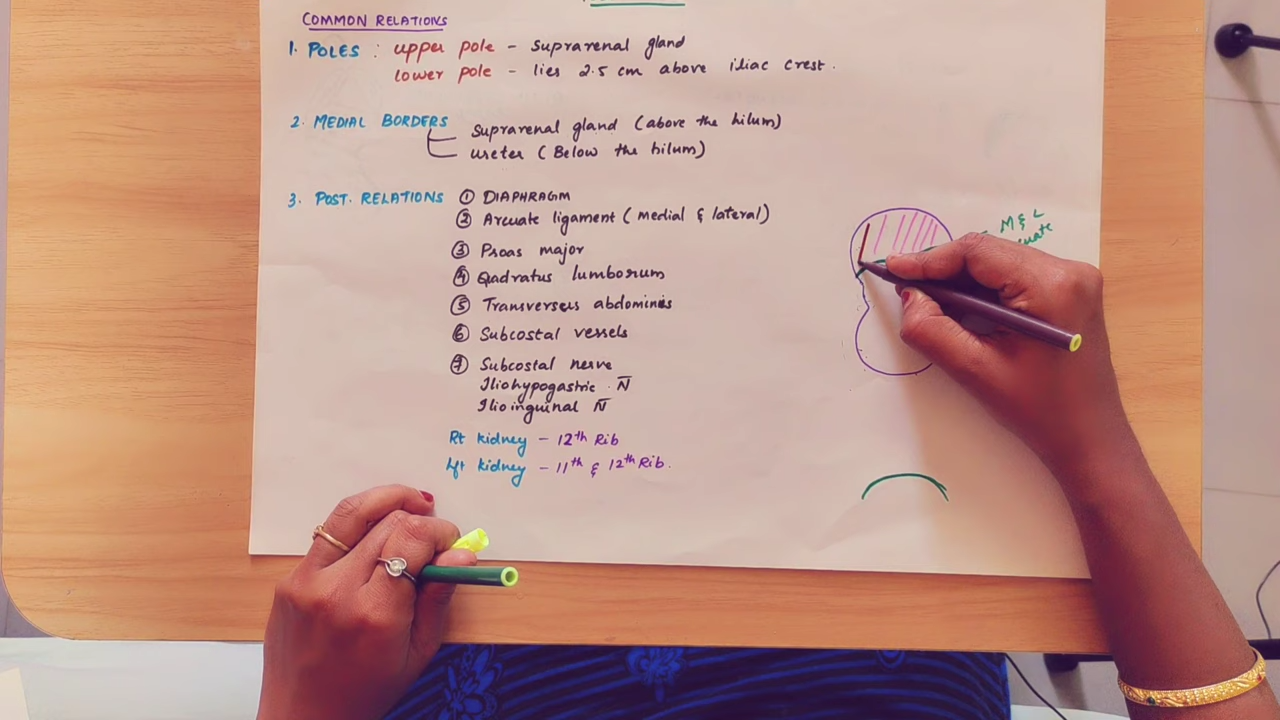 COMMON RELATIONS
1. POLES : upper pole - Suprarenal gland
lower pole - lies 2.5 cm above iliac crest.
2. MEDIAL BORDERS
Suprarenal gland (above the hilum)
ureter (Below the hilum)
3. POST. RELATIONS ① DIAPHRAGM
② Arcuate ligament (medial & lateral)
③ Psoas major
④ Qadratus lumborum
⑤ Transversus abdominis
⑥ Subcostal vessels
⑦ Subcostal nerve
Iliohypogastric N̄
Ilioinguinal N̄
Rt kidney - 12th Rib
Lft kidney - 11th & 12th Rib.
M & L